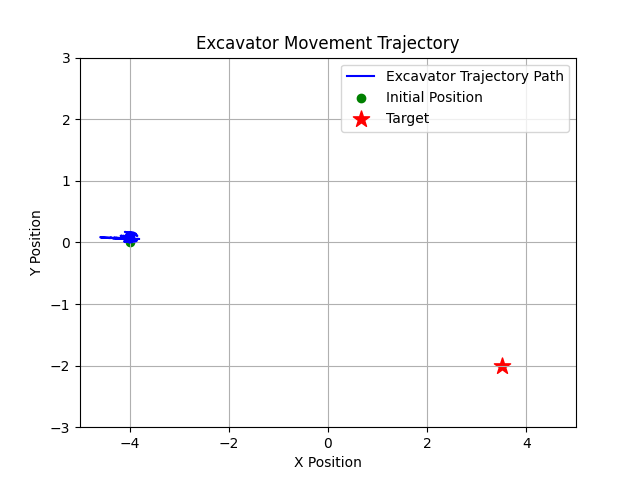 Excavator Movement Trajectory
Excavator Trajectory Path
Initial Position
Target
3
2
1
0
−1
−2
−3
Y Position
−4
−2
0
2
4
X Position